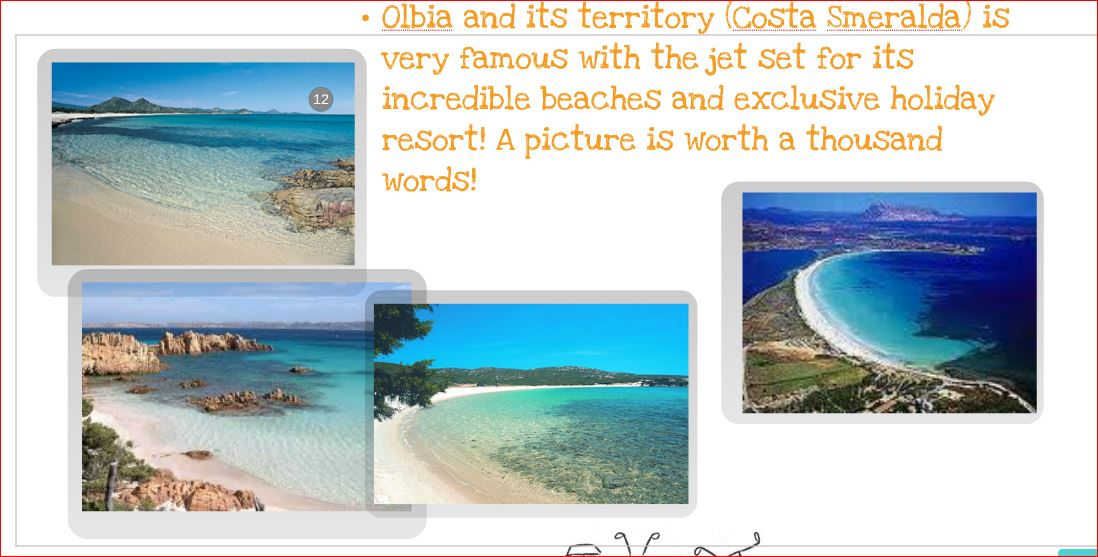 • Olbia and its territory (Costa Smeralda) is
very famous with the jet set for its
incredible beaches and exclusive holiday
resort! A picture is worth a thousand
words!
12